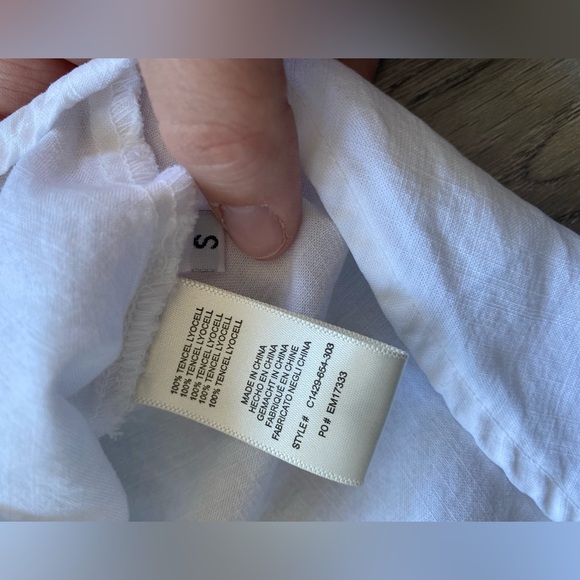 S
100% TENCEL LYOCELL
100% TENCEL LYOCELL
100% TENCEL LYOCELL
100% TENCEL LYOCELL
100% TENCEL LYOCELL
MADE IN CHINA
HECHO EN CHINA
GEMACHT IN CHINA
FABRIQUÉ EN CHINE
FABRICATO NEGLI CHINA
STYLE# C1429-654-303
PO# EM17333